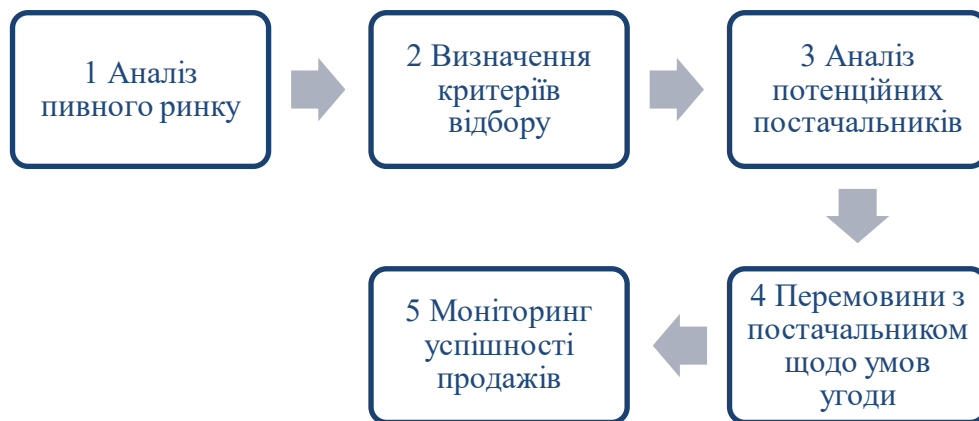 1 Аналіз
пивного ринку
2 Визначення
критеріїв
відбору
3 Аналіз
потенційних
постачальників
4 Перемовини з
постачальником
щодо умов
угоди
5 Моніторинг
успішності
продажів